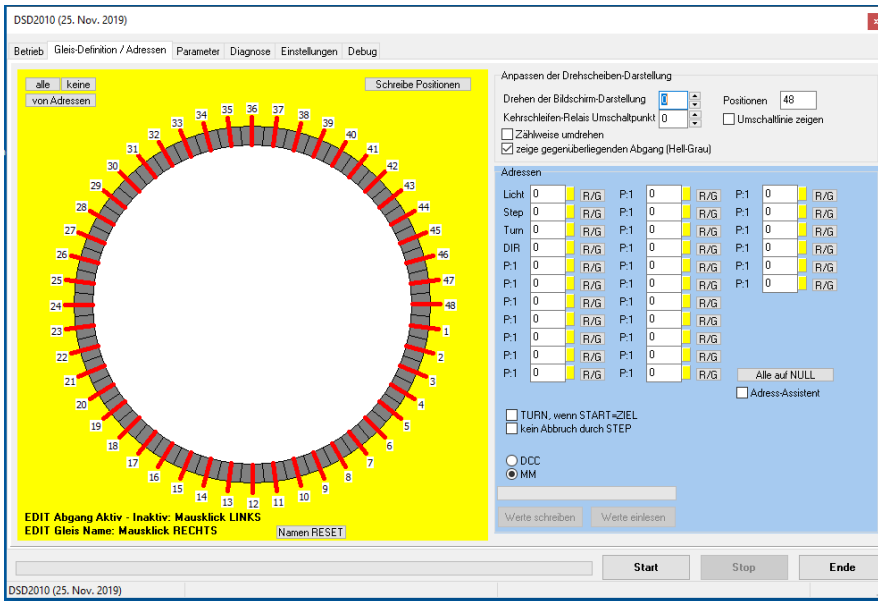 DSD2010 (25. Nov. 2019)
x
Betrieb Gleis-Definition / Adressen Parameter Diagnose Einstellungen Debug
alle keine Schreibe Positionen
von Adressen
36
35 37
34 38
33 39
32 40
31 41
30 42
29 43
28 44
27 45
26 46
25 47
24 48
23 1
22 2
21 3
20 4
19 5
18 6
17 7
16 8
15 9
14 10
13 11
12
EDIT Abgang Aktiv - Inaktiv: Mausklick LINKS
EDIT Gleis Name: Mausklick RECHTS Namen RESET
Anpassen der Drehscheiben-Darstellung
Drehen der Bildschirm-Darstellung 0 Positionen 48
Kehrschleifen-Relais Umschaltpunkt 0 Umschaltlinie zeigen
Zählweise umdrehen
zeige gegenüberliegenden Abgang (Hell-Grau)
Adressen
Licht 0 R/G P:1 0 R/G P:1 0 R/G
Step 0 R/G P:1 0 R/G P:1 0 R/G
Turn 0 R/G P:1 0 R/G P:1 0 R/G
DIR 0 R/G P:1 0 R/G P:1 0 R/G
P:1 0 R/G P:1 0 R/G P:1 0 R/G
P:1 0 R/G P:1 0 R/G P:1 0 R/G
P:1 0 R/G P:1 0 R/G
P:1 0 R/G P:1 0 R/G
P:1 0 R/G P:1 0 R/G
P:1 0 R/G P:1 0 R/G
P:1 0 R/G P:1 0 R/G Alle auf NULL
Adress-Assistent
TURN, wenn START=ZIEL
kein Abbruch durch STEP
DCC
MM
Werte schreiben Werte einlesen
Start Stop Ende
DSD2010 (25. Nov. 2019)